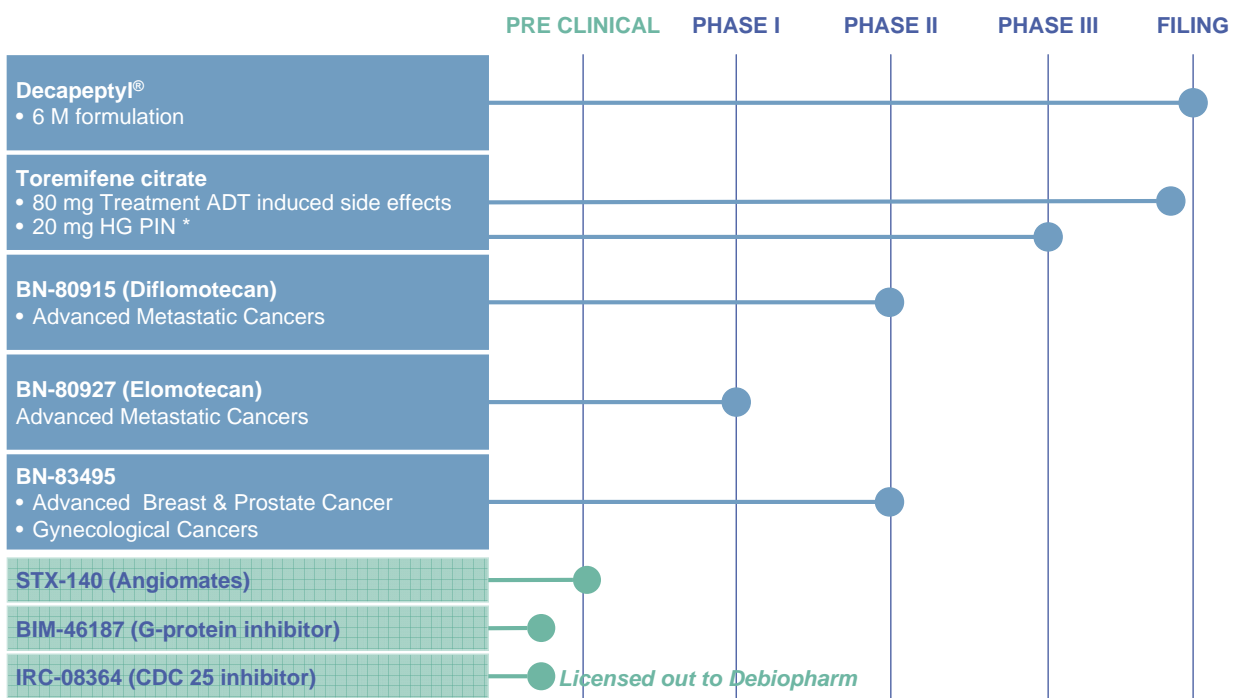 PRE CLINICAL PHASE I PHASE II PHASE III FILING
Decapeptyl®
• 6 M formulation
Toremifene citrate
• 80 mg Treatment ADT induced side effects
• 20 mg HG PIN *
BN-80915 (Diflomotecan)
• Advanced Metastatic Cancers
BN-80927 (Elomotecan)
Advanced Metastatic Cancers
BN-83495
• Advanced Breast & Prostate Cancer
• Gynecological Cancers
STX-140 (Angiomates)
BIM-46187 (G-protein inhibitor)
IRC-08364 (CDC 25 inhibitor) Licensed out to Debiopharm